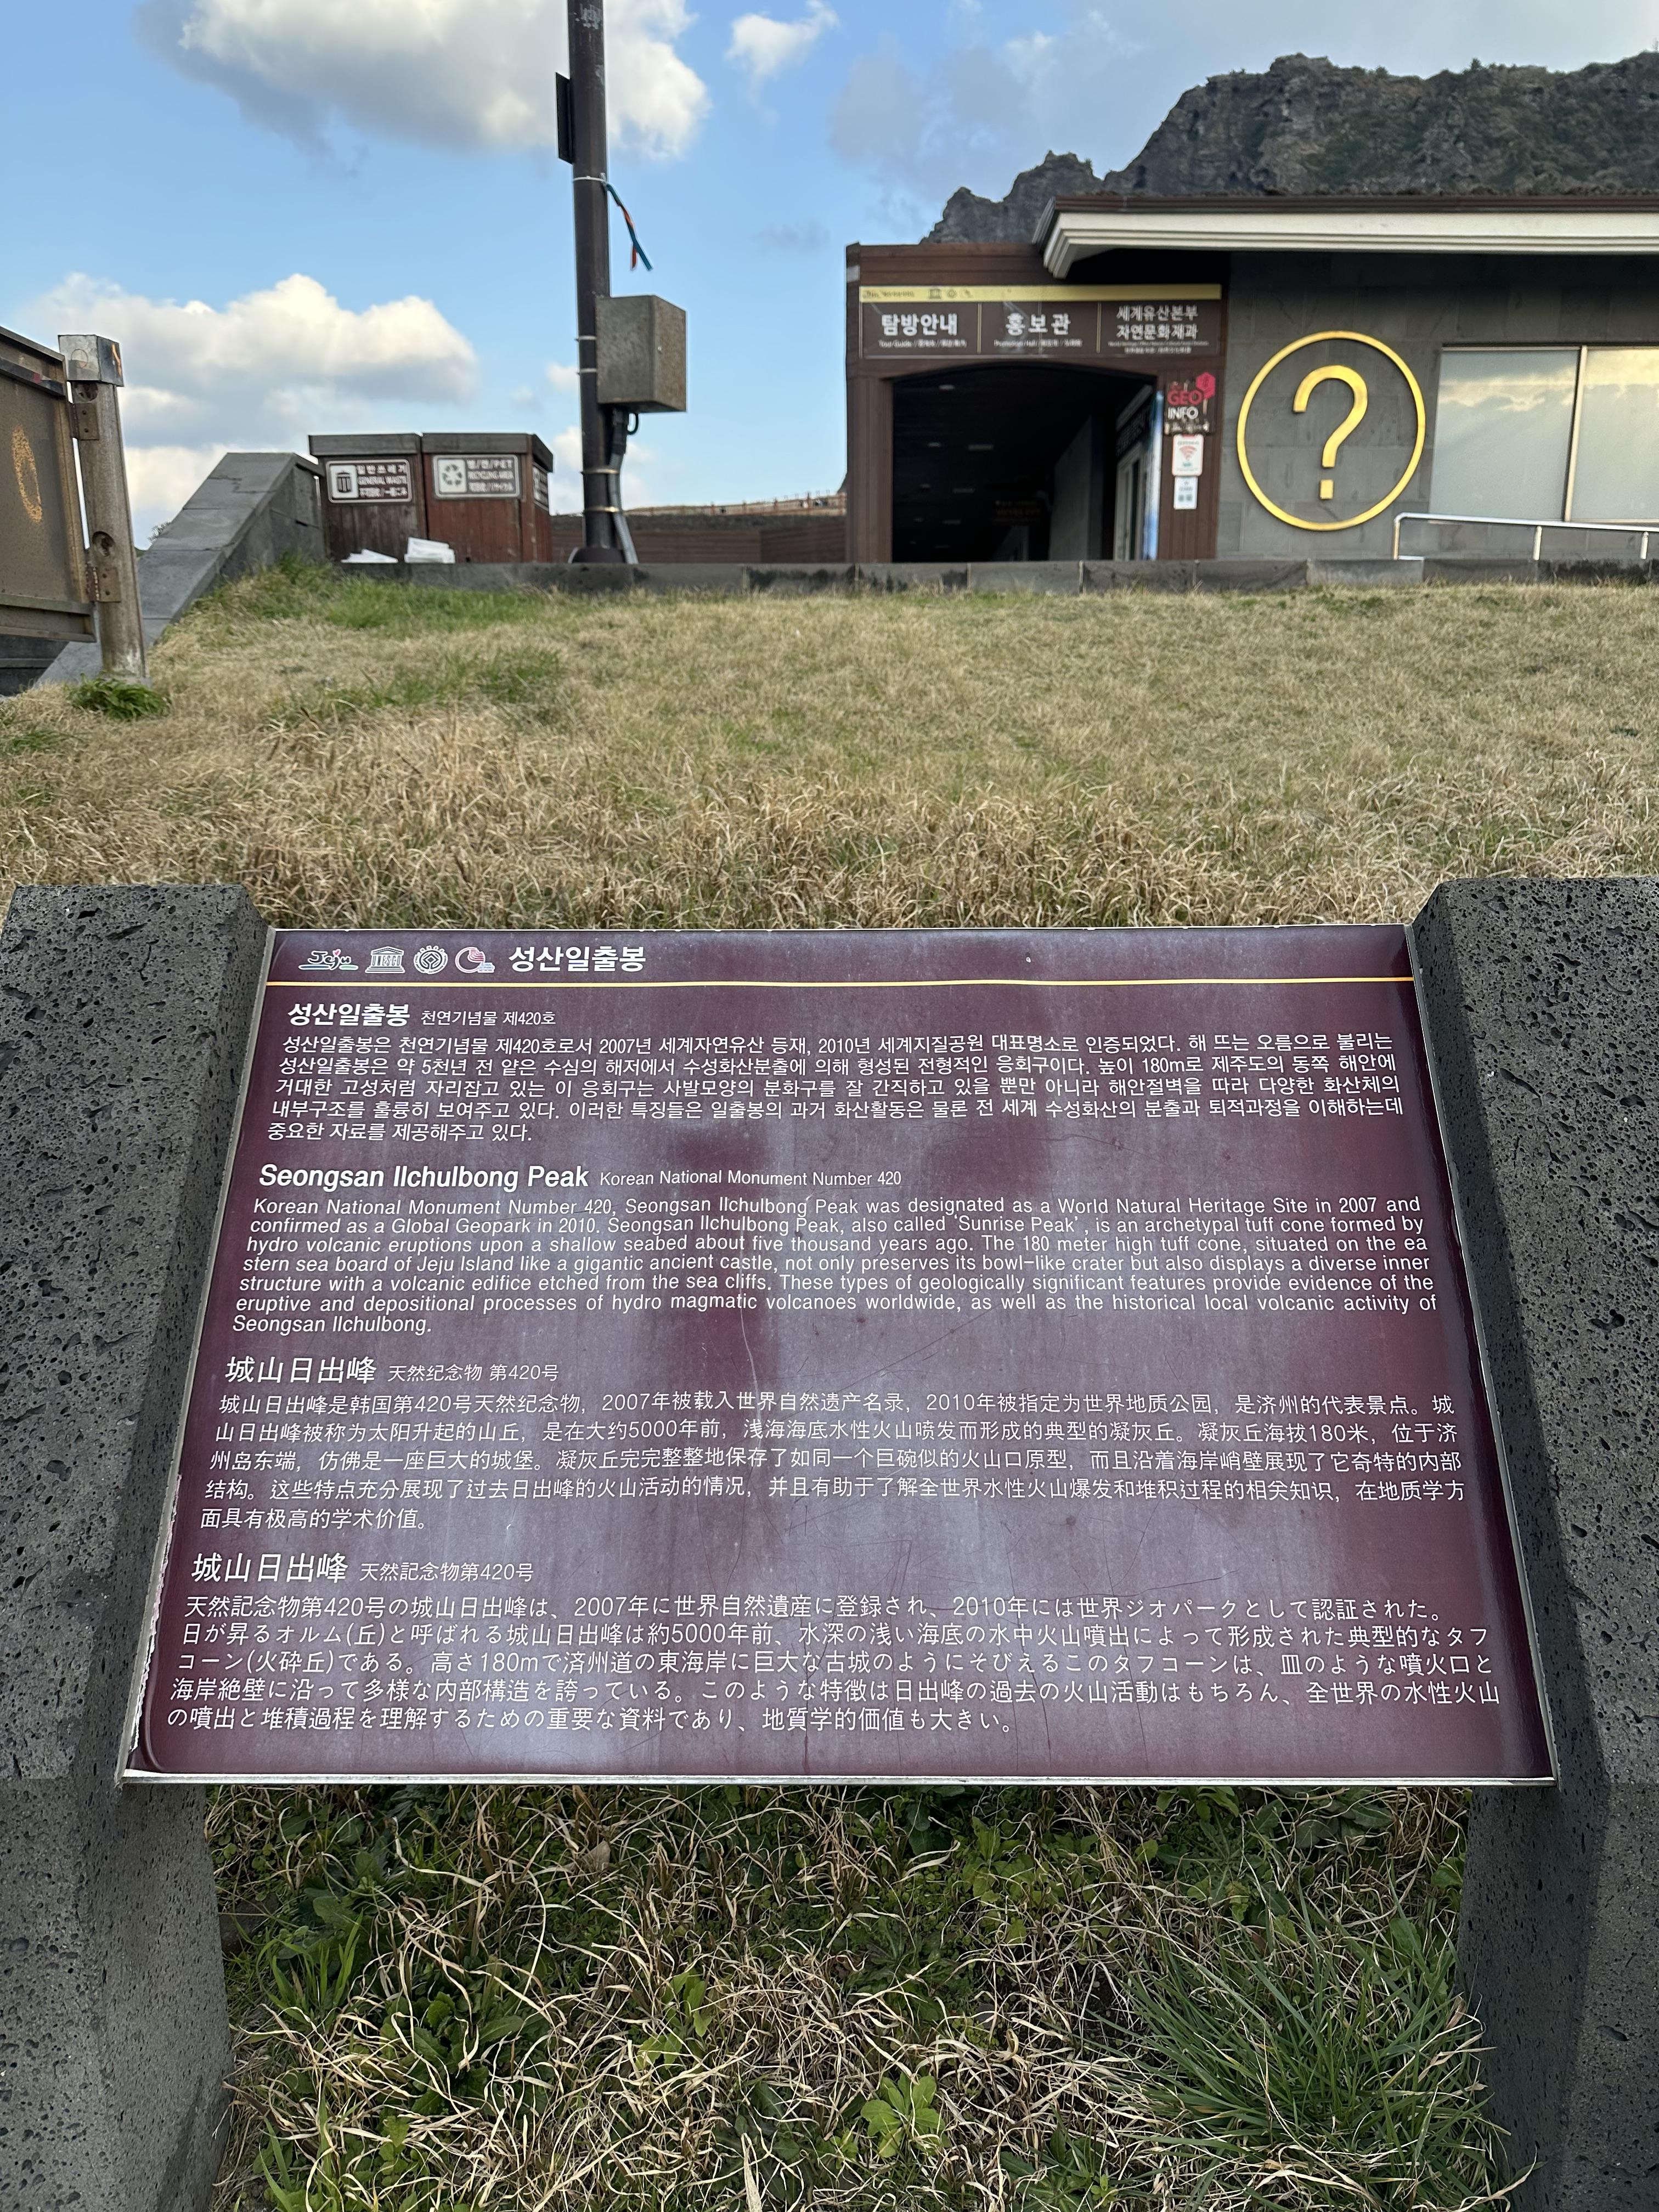 탐방안내
홍보관
세계유산본부
자연문화재과
Tour Guide
Promotion Hall
GEO
INFO
일반쓰레기
GENERAL WASTE
병/캔/PET
RECYCLING AREA
?
Jeju
성산일출봉
성산일출봉 천연기념물 제420호
성산일출봉은 천연기념물 제420호로서 2007년 세계자연유산 등재, 2010년 세계지질공원 대표명소로 인증되었다. 해 뜨는 오름으로 불리는
성산일출봉은 약 5천년 전 얕은 수심의 해저에서 수성화산분출에 의해 형성된 전형적인 응회구이다. 높이 180m로 제주도의 동쪽 해안에
거대한 고성처럼 자리잡고 있는 이 응회구는 사발모양의 분화구를 잘 간직하고 있을 뿐만 아니라 해안절벽을 따라 다양한 화산체의
내부구조를 훌륭히 보여주고 있다. 이러한 특징들은 일출봉의 과거 화산활동은 물론 전 세계 수성화산의 분출과 퇴적과정을 이해하는데
중요한 자료를 제공해주고 있다.
Seongsan Ilchulbong Peak Korean National Monument Number 420
Korean National Monument Number 420, Seongsan Ilchulbong Peak was designated as a World Natural Heritage Site in 2007 and
confirmed as a Global Geopark in 2010. Seongsan Ilchulbong Peak, also called 'Sunrise Peak', is an archetypal tuff cone formed by
hydro volcanic eruptions upon a shallow seabed about five thousand years ago. The 180 meter high tuff cone, situated on the ea
stern sea board of Jeju Island like a gigantic ancient castle, not only preserves its bowl-like crater but also displays a diverse inner
structure with a volcanic edifice etched from the sea cliffs. These types of geologically significant features provide evidence of the
eruptive and depositional processes of hydro magmatic volcanoes worldwide, as well as the historical local volcanic activity of
Seongsan Ilchulbong.
城山日出峰 天然纪念物 第420号
城山日出峰是韩国第420号天然纪念物，2007年被载入世界自然遗产名录，2010年被指定为世界地质公园，是济州的代表景点。城
山日出峰被称为太阳升起的山丘，是在大约5000年前，浅海海底水性火山喷发而形成的典型的凝灰丘。凝灰丘海拔180米，位于济
州岛东端，仿佛是一座巨大的城堡。凝灰丘完完整整地保存了如同一个巨碗似的火山口原型，而且沿着海岸峭壁展现了它奇特的内部
结构。这些特点充分展现了过去日出峰的火山活动的情况，并且有助于了解全世界水性火山爆发和堆积过程的相关知识，在地质学方
面具有极高的学术价值。
城山日出峰 天然記念物第420号
天然記念物第420号の城山日出峰は、2007年に世界自然遺産に登録され、2010年には世界ジオパークとして認証された。
日が昇るオルム(丘)と呼ばれる城山日出峰は約5000年前、水深の浅い海底の水中火山噴出によって形成された典型的なタフ
コーン(火砕丘)である。高さ180mで済州道の東海岸に巨大な古城のようにそびえるこのタフコーンは、皿のような噴火口と
海岸絶壁に沿って多様な内部構造を誇っている。このような特徴は日出峰の過去の火山活動はもちろん、全世界の水性火山
の噴出と堆積過程を理解するための重要な資料であり、地質学的価値も大きい。